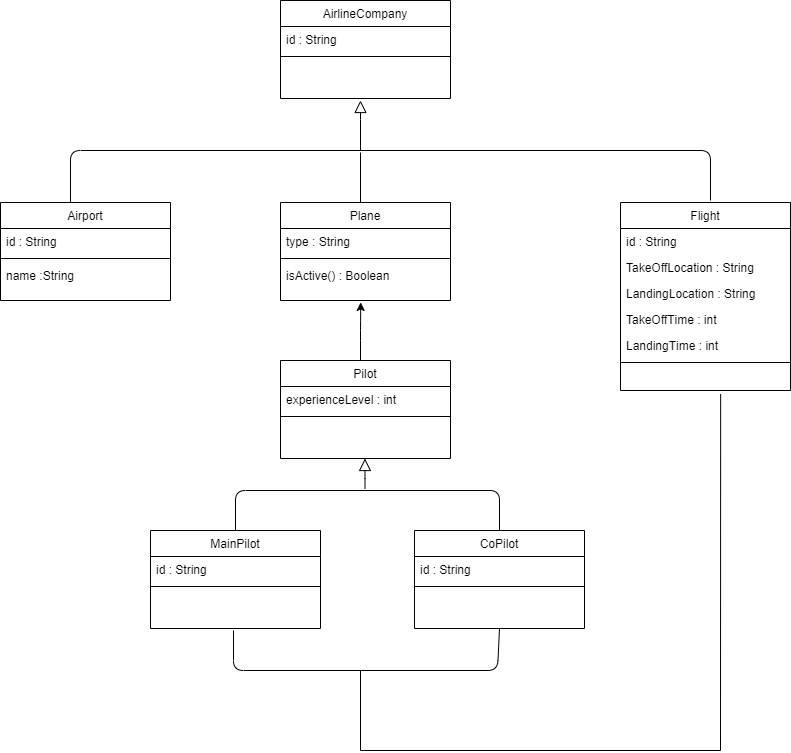 AirlineCompany
id : String
Airport
id : String
name :String
Plane
type : String
isActive() : Boolean
Flight
id : String
TakeOffLocation : String
LandingLocation : String
TakeOffTime : int
LandingTime : int
Pilot
experienceLevel : int
MainPilot
id : String
CoPilot
id : String